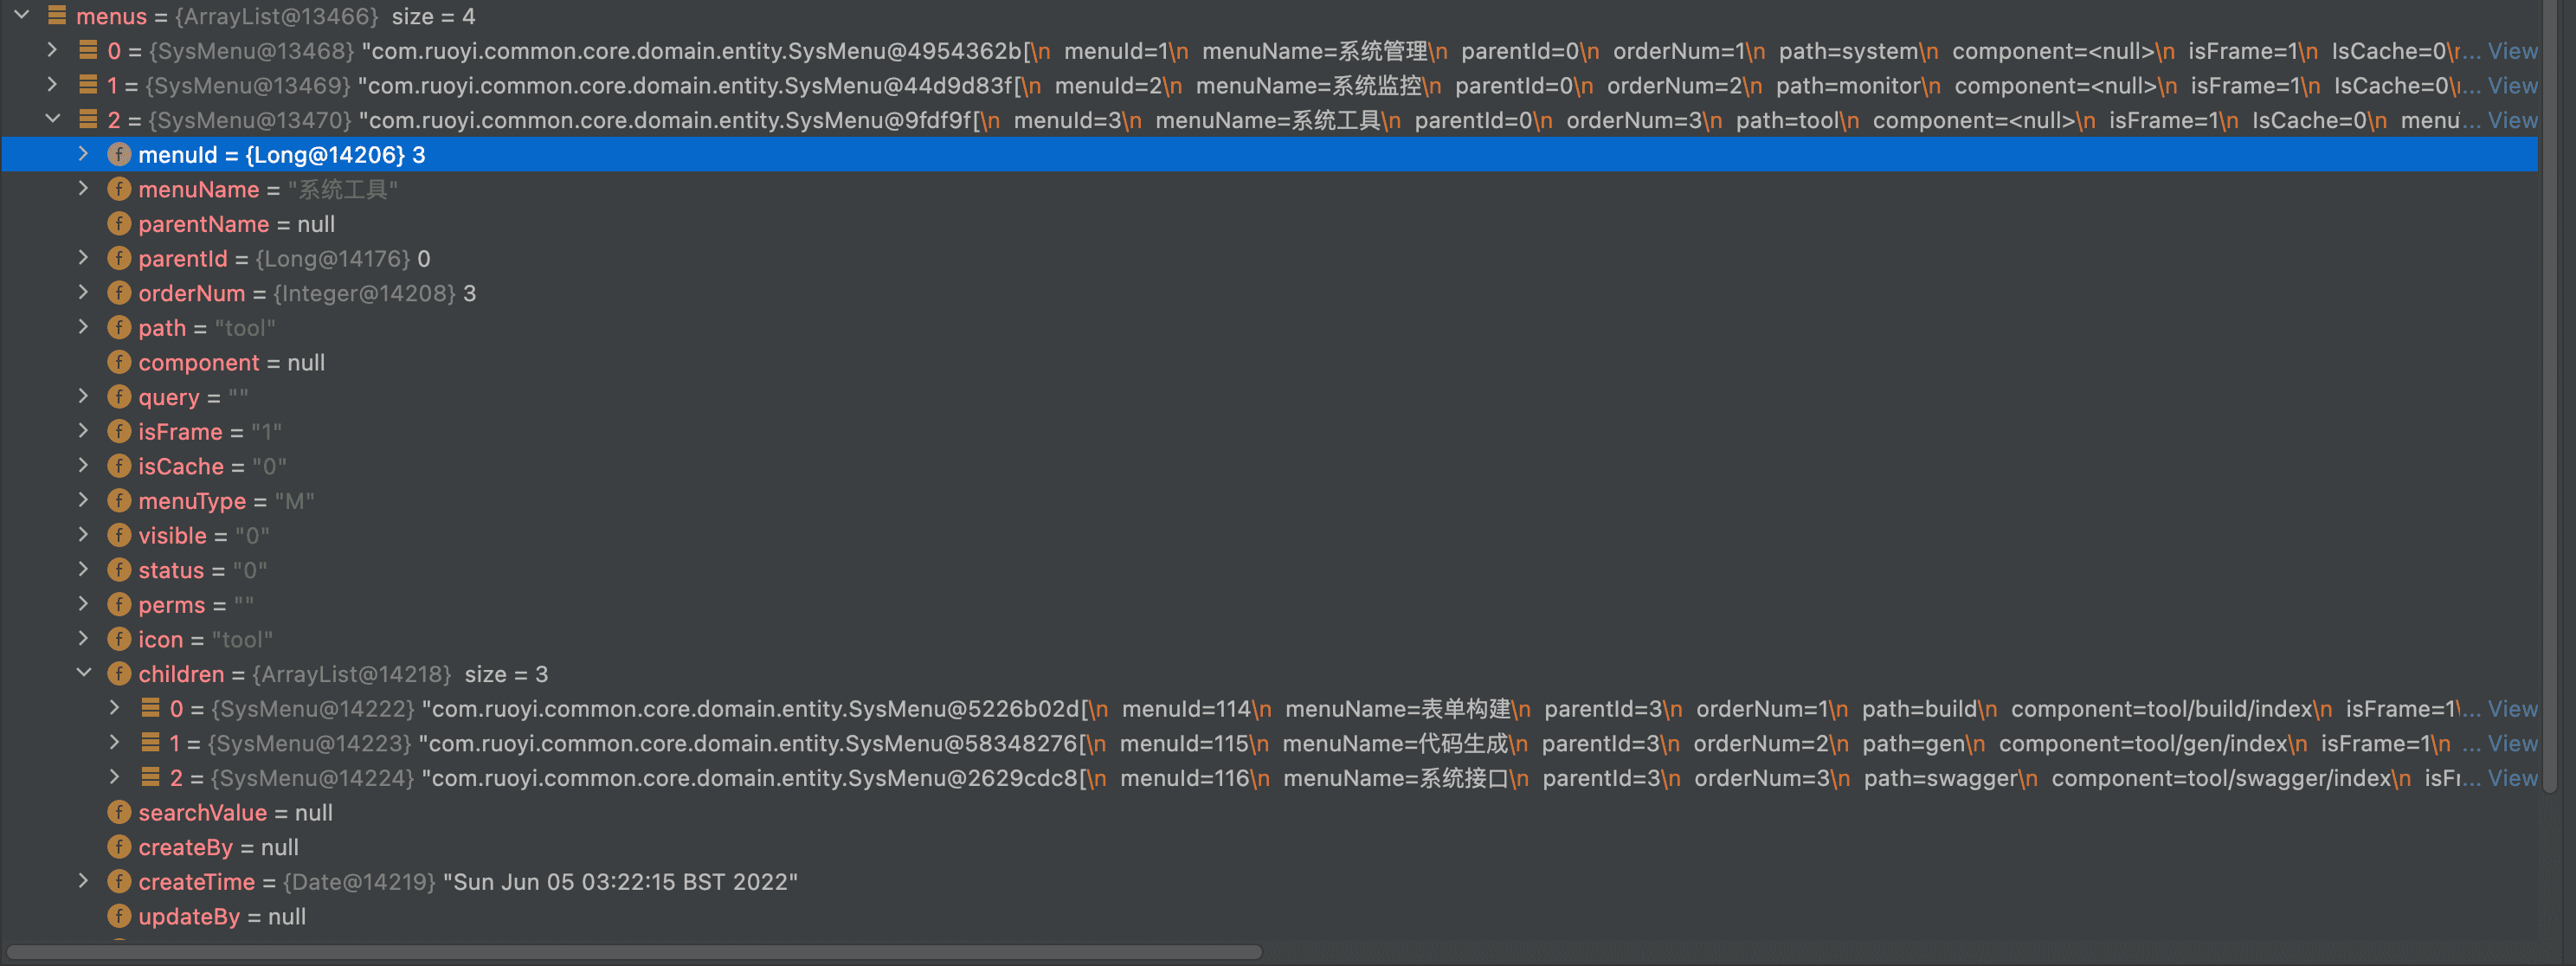 menus = {ArrayList@13466} size = 4
0 = {SysMenu@13468} "com.ruoyi.common.core.domain.entity.SysMenu@4954362b[\n menuId=1\n menuName=系统管理\n parentId=0\n orderNum=1\n path=system\n component=<null>\n isFrame=1\n IsCache=0\r... View
1 = {SysMenu@13469} "com.ruoyi.common.core.domain.entity.SysMenu@44d9d83f[\n menuId=2\n menuName=系统监控\n parentId=0\n orderNum=2\n path=monitor\n component=<null>\n isFrame=1\n IsCache=0\... View
2 = {SysMenu@13470} "com.ruoyi.common.core.domain.entity.SysMenu@9fdf9f[\n menuId=3\n menuName=系统工具\n parentId=0\n orderNum=3\n path=tool\n component=<null>\n isFrame=1\n IsCache=0\n menu... View
f menuId = {Long@14206} 3
f menuName = "系统工具"
f parentName = null
f parentId = {Long@14176} 0
f orderNum = {Integer@14208} 3
f path = "tool"
f component = null
f query = ""
f isFrame = "1"
f isCache = "0"
f menuType = "M"
f visible = "0"
f status = "0"
f perms = ""
f icon = "tool"
f children = {ArrayList@14218} size = 3
0 = {SysMenu@14222} "com.ruoyi.common.core.domain.entity.SysMenu@5226b02d[\n menuId=114\n menuName=表单构建\n parentId=3\n orderNum=1\n path=build\n component=tool/build/index\n isFrame=1\... View
1 = {SysMenu@14223} "com.ruoyi.common.core.domain.entity.SysMenu@58348276[\n menuId=115\n menuName=代码生成\n parentId=3\n orderNum=2\n path=gen\n component=tool/gen/index\n isFrame=1\n ... View
2 = {SysMenu@14224} "com.ruoyi.common.core.domain.entity.SysMenu@2629cdc8[\n menuId=116\n menuName=系统接口\n parentId=3\n orderNum=3\n path=swagger\n component=tool/swagger/index\n isFr... View
f searchValue = null
f createBy = null
f createTime = {Date@14219} "Sun Jun 05 03:22:15 BST 2022"
f updateBy = null